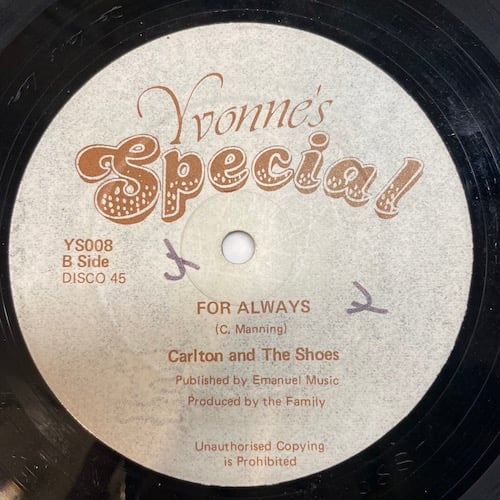 Yvonne's
Special
YS008
B Side
DISCO 45
FOR ALWAYS
(C. Manning)
Carlton and The Shoes
Published by Emanuel Music
Produced by the Family
Unauthorised Copying
is Prohibited